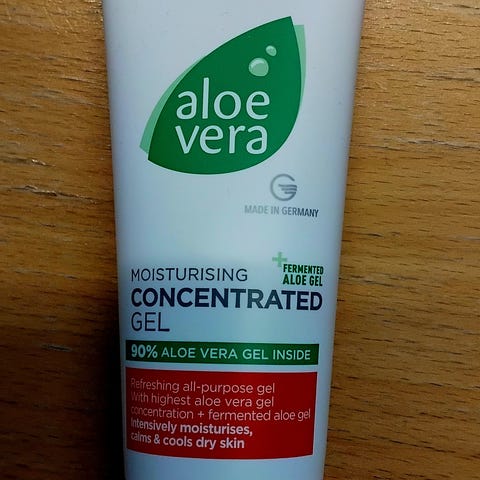 aloe
vera
MADE IN GERMANY
+FERMENTED
ALOE GEL
MOISTURISING
CONCENTRATED
GEL
90% ALOE VERA GEL INSIDE
Refreshing all-purpose gel
With highest aloe vera gel
concentration + fermented aloe gel
Intensively moisturises,
calms & cools dry skin